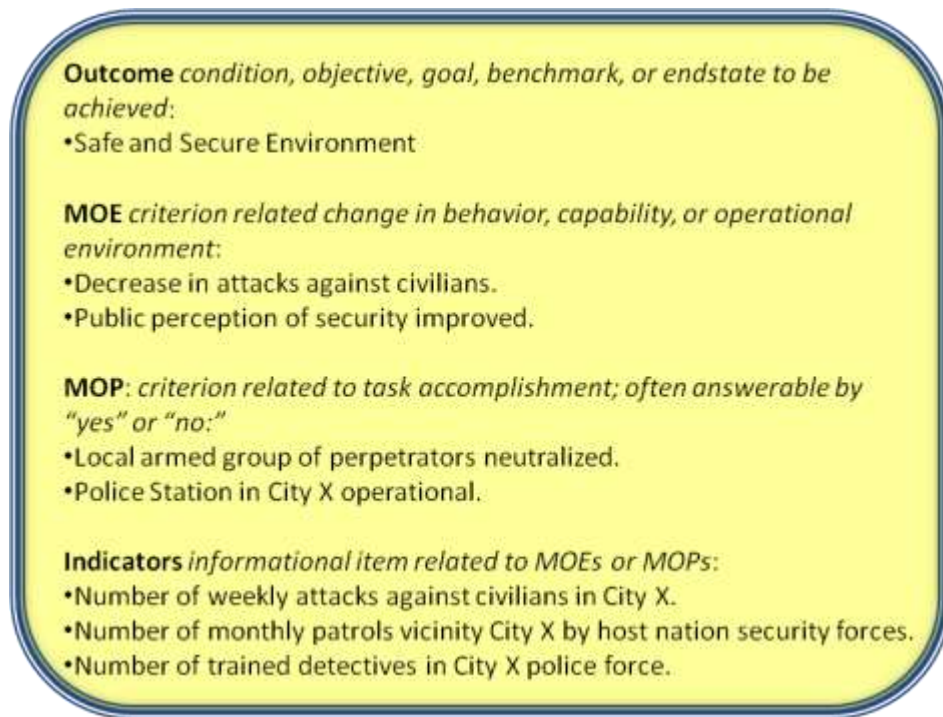 Outcome condition, objective, goal, benchmark, or endstate to be
achieved:
•Safe and Secure Environment
MOE criterion related change in behavior, capability, or operational
environment:
•Decrease in attacks against civilians.
•Public perception of security improved.
MOP: criterion related to task accomplishment; often answerable by
“yes” or “no:”
•Local armed group of perpetrators neutralized.
•Police Station in City X operational.
Indicators informational item related to MOEs or MOPs:
•Number of weekly attacks against civilians in City X.
•Number of monthly patrols vicinity City X by host nation security forces.
•Number of trained detectives in City X police force.